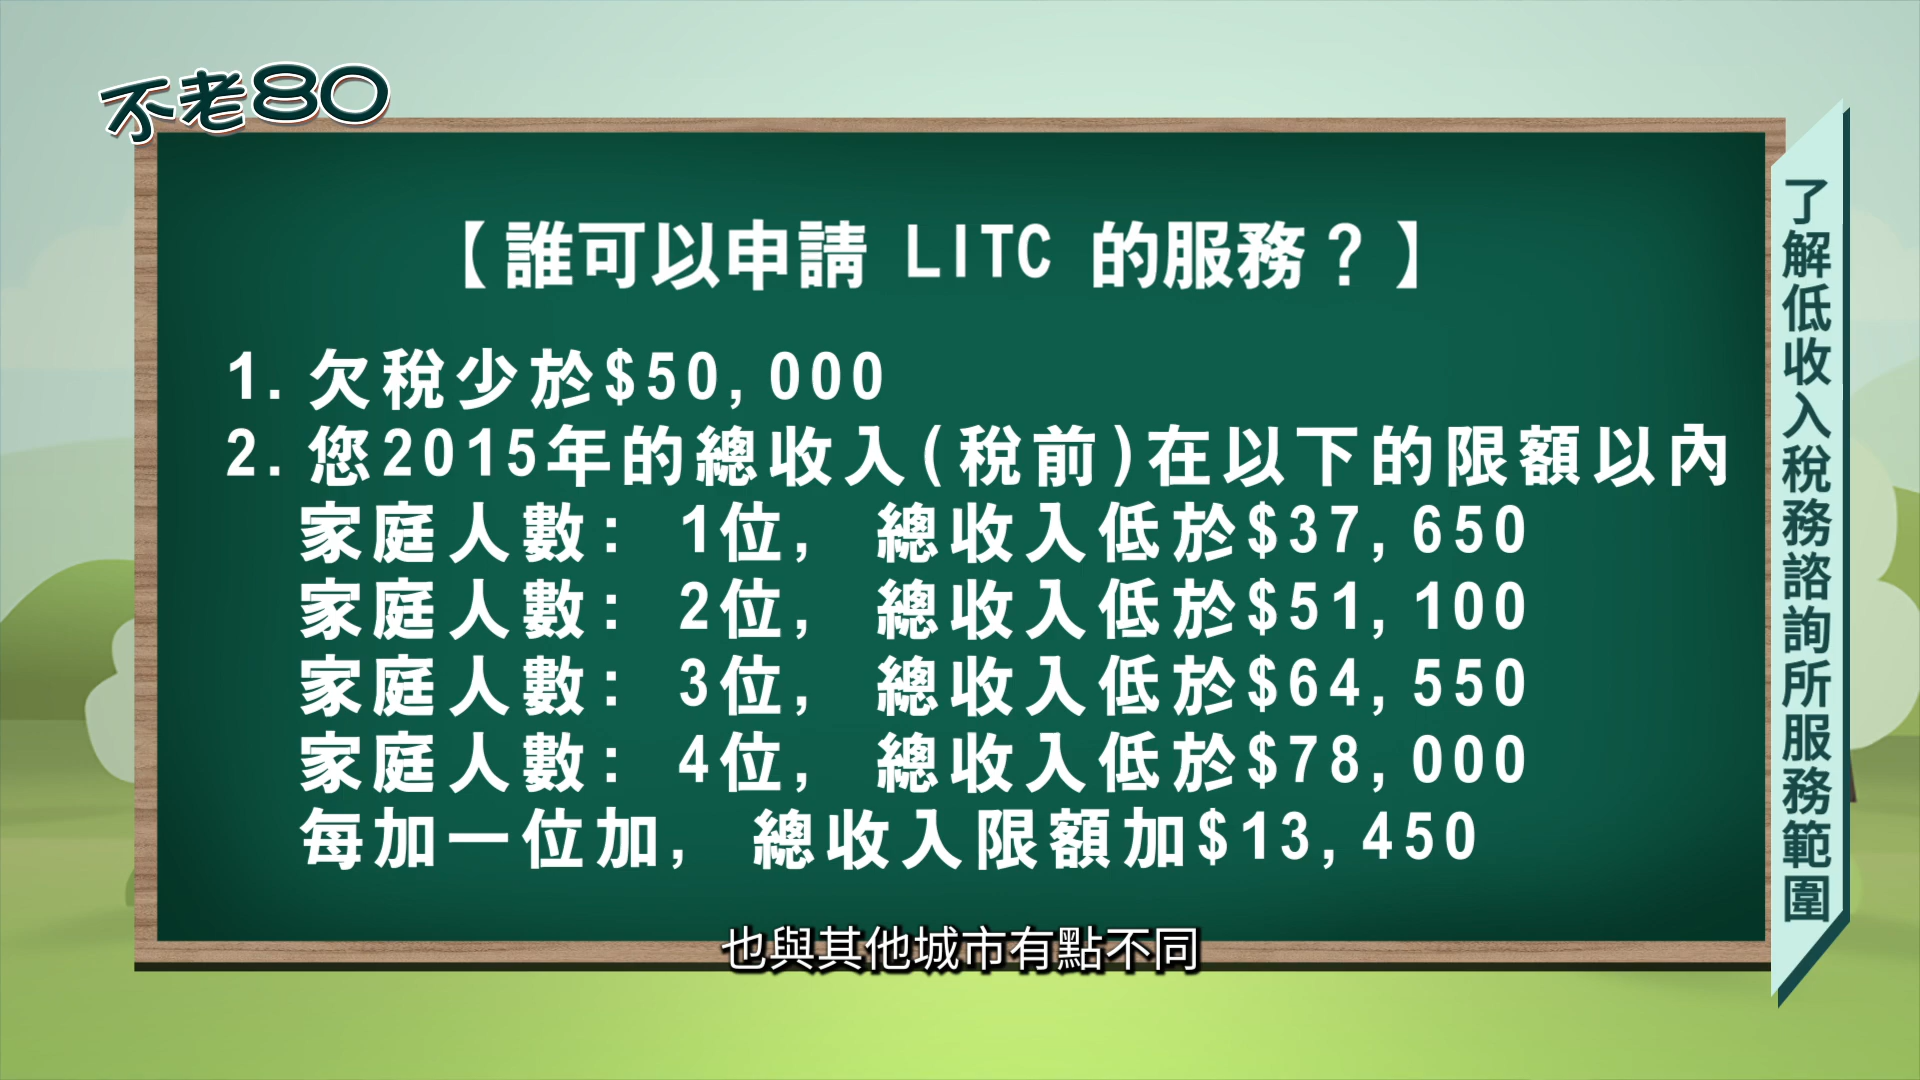 不老80
【誰可以申請 LITC 的服務？】
1. 欠稅少於$50,000
2. 您2015年的總收入(稅前)在以下的限額以內
家庭人數: 1位, 總收入低於$37,650
家庭人數: 2位, 總收入低於$51,100
家庭人數: 3位, 總收入低於$64,550
家庭人數: 4位, 總收入低於$78,000
每加一位加, 總收入限額加$13,450
也與其他城市有點不同
了解低收入稅務諮詢所服務範圍